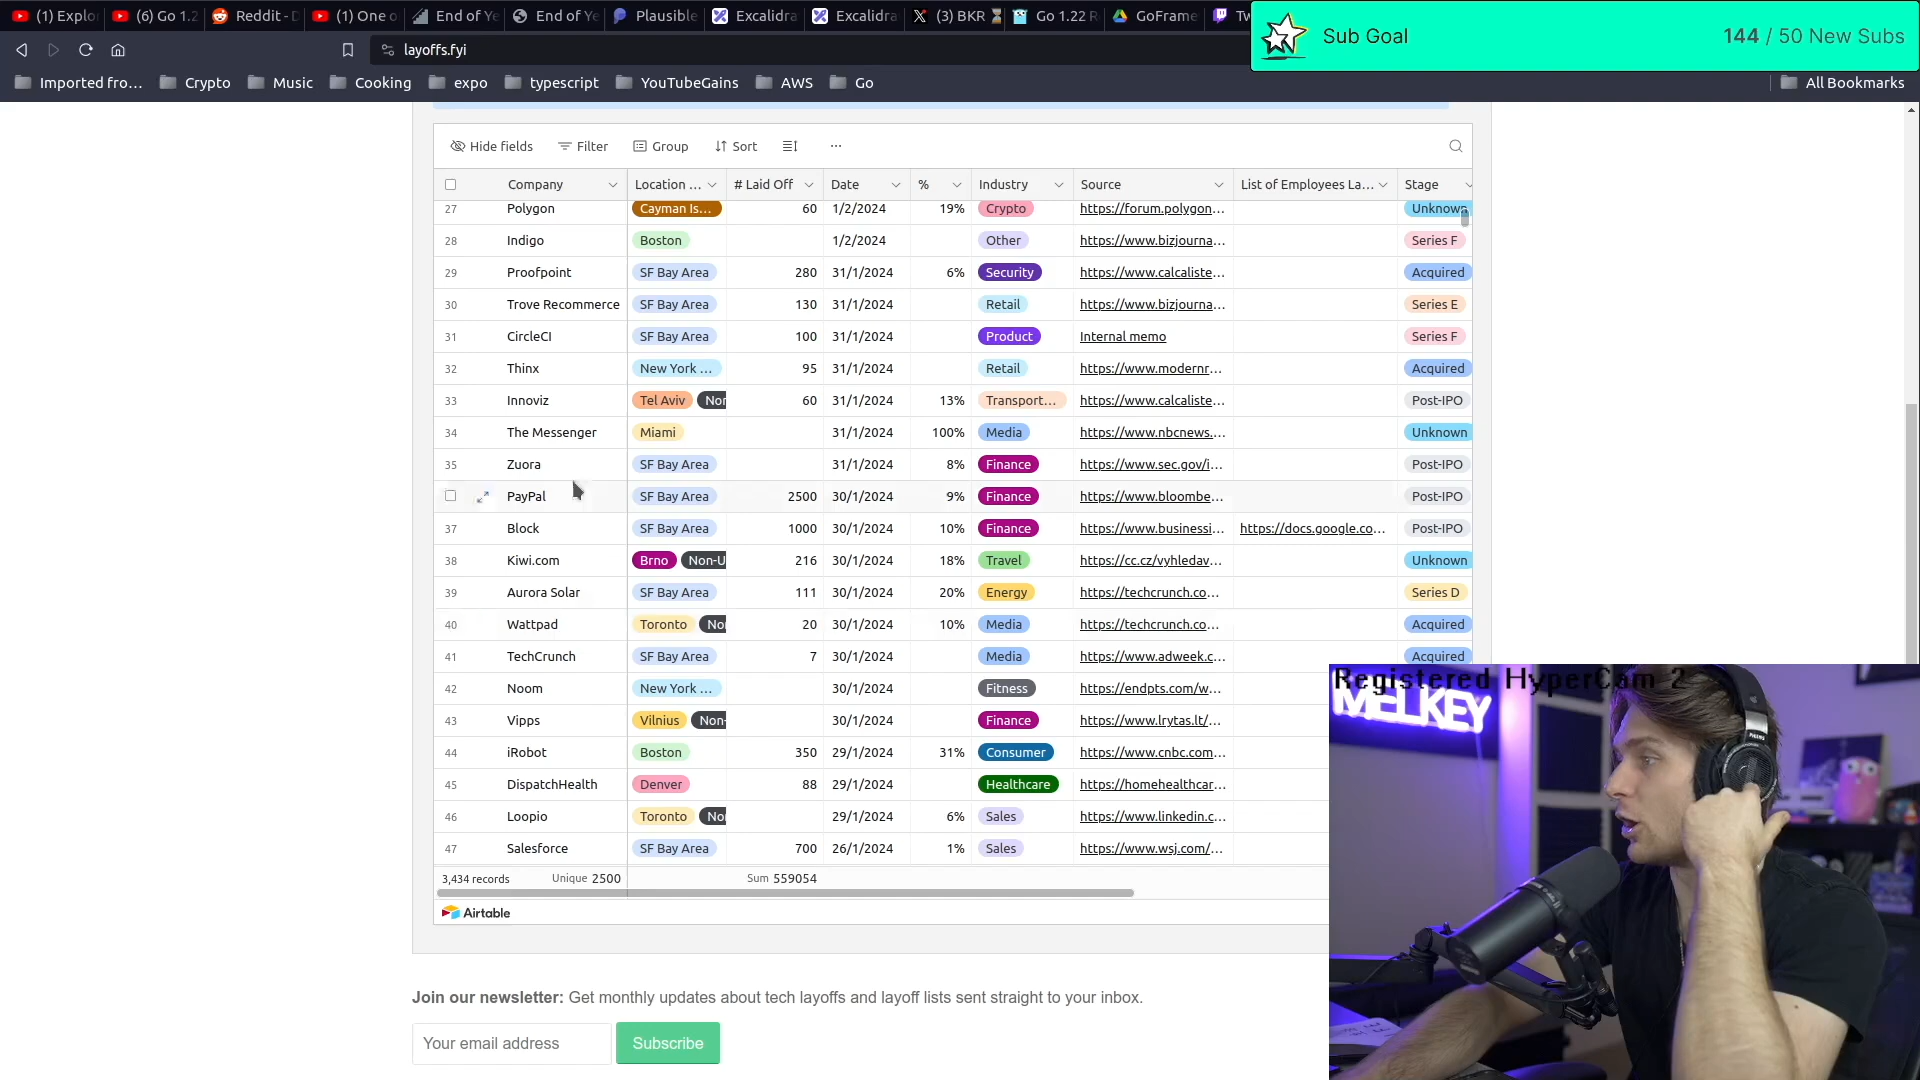 (1) Explo
(6) Go 1.2
Reddit - D
(1) One o
End of Ye
End of Ye
Plausible
Excalidra
Excalidra
(3) BKR
Go 1.22 R
GoFrame
Tw
Sub Goal
144 / 50 New Subs
layoffs.fyi
Imported fro...
Crypto
Music
Cooking
expo
typescript
YouTubeGains
AWS
Go
All Bookmarks
Hide fields
Filter
Group
Sort
...
Company Location ... # Laid Off Date % Industry Source List of Employees La... Stage
27 Polygon Cayman Is... 60 1/2/2024 19% Crypto https://forum.polygon... Unknown
28 Indigo Boston 1/2/2024 Other https://www.bizjourna... Series F
29 Proofpoint SF Bay Area 280 31/1/2024 6% Security https://www.calcaliste... Acquired
30 Trove Recommerce SF Bay Area 130 31/1/2024 Retail https://www.bizjourna... Series E
31 CircleCI SF Bay Area 100 31/1/2024 Product Internal memo Series F
32 Thinx New York ... 95 31/1/2024 Retail https://www.modernr... Acquired
33 Innoviz Tel Aviv Nor 60 31/1/2024 13% Transport... https://www.calcaliste... Post-IPO
34 The Messenger Miami 31/1/2024 100% Media https://www.nbcnews.... Unknown
35 Zuora SF Bay Area 31/1/2024 8% Finance https://www.sec.gov/i... Post-IPO
PayPal SF Bay Area 2500 30/1/2024 9% Finance https://www.bloombe... Post-IPO
37 Block SF Bay Area 1000 30/1/2024 10% Finance https://www.businessi... https://docs.google.co... Post-IPO
38 Kiwi.com Brno Non-U 216 30/1/2024 18% Travel https://cc.cz/vyhledav... Unknown
39 Aurora Solar SF Bay Area 111 30/1/2024 20% Energy https://techcrunch.co... Series D
40 Wattpad Toronto Nor 20 30/1/2024 10% Media https://techcrunch.co... Acquired
41 TechCrunch SF Bay Area 7 30/1/2024 Media https://www.adweek.c... Acquired
42 Noom New York ... 30/1/2024 Fitness https://endpts.com/w...
43 Vipps Vilnius Non- 30/1/2024 Finance https://www.lrytas.lt/...
44 iRobot Boston 350 29/1/2024 31% Consumer https://www.cnbc.com...
45 DispatchHealth Denver 88 29/1/2024 Healthcare https://homehealthcar...
46 Loopio Toronto Nor 29/1/2024 6% Sales https://www.linkedin.c...
47 Salesforce SF Bay Area 700 26/1/2024 1% Sales https://www.wsj.com/...
3,434 records Unique 2500 Sum 559054
Airtable
Registered HyperCam 2
MELKEY
Join our newsletter: Get monthly updates about tech layoffs and layoff lists sent straight to your inbox.
Your email address
Subscribe